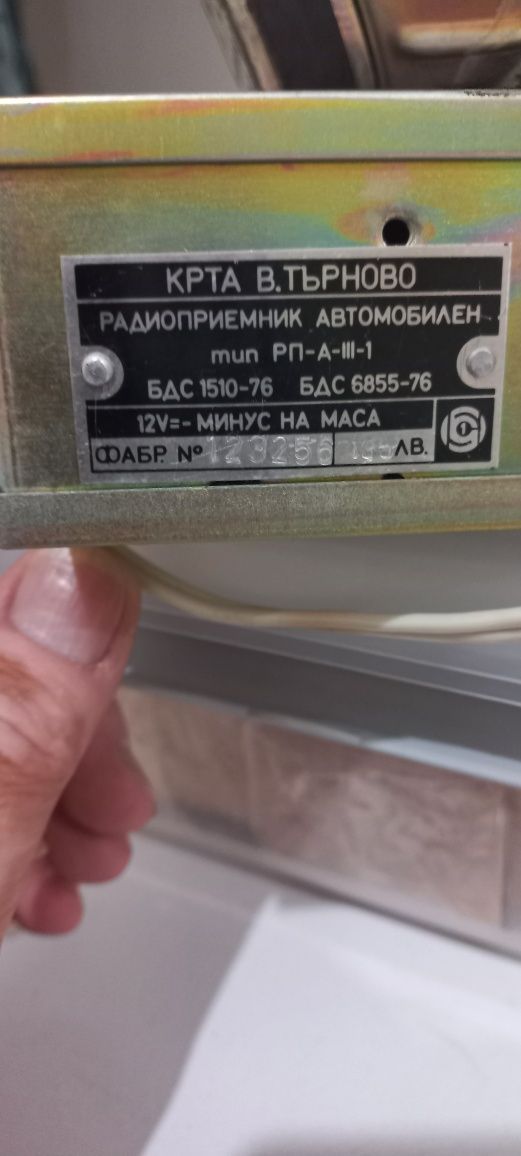 КРТА В.ТЪРНОВО
РАДИОПРИЕМНИК АВТОМОБИЛЕН
тип РП-А-III-1
БДС 1510-76 БДС 6855-76
12V=- МИНУС НА МАСА
ФАБР. № 123256 ЛВ.